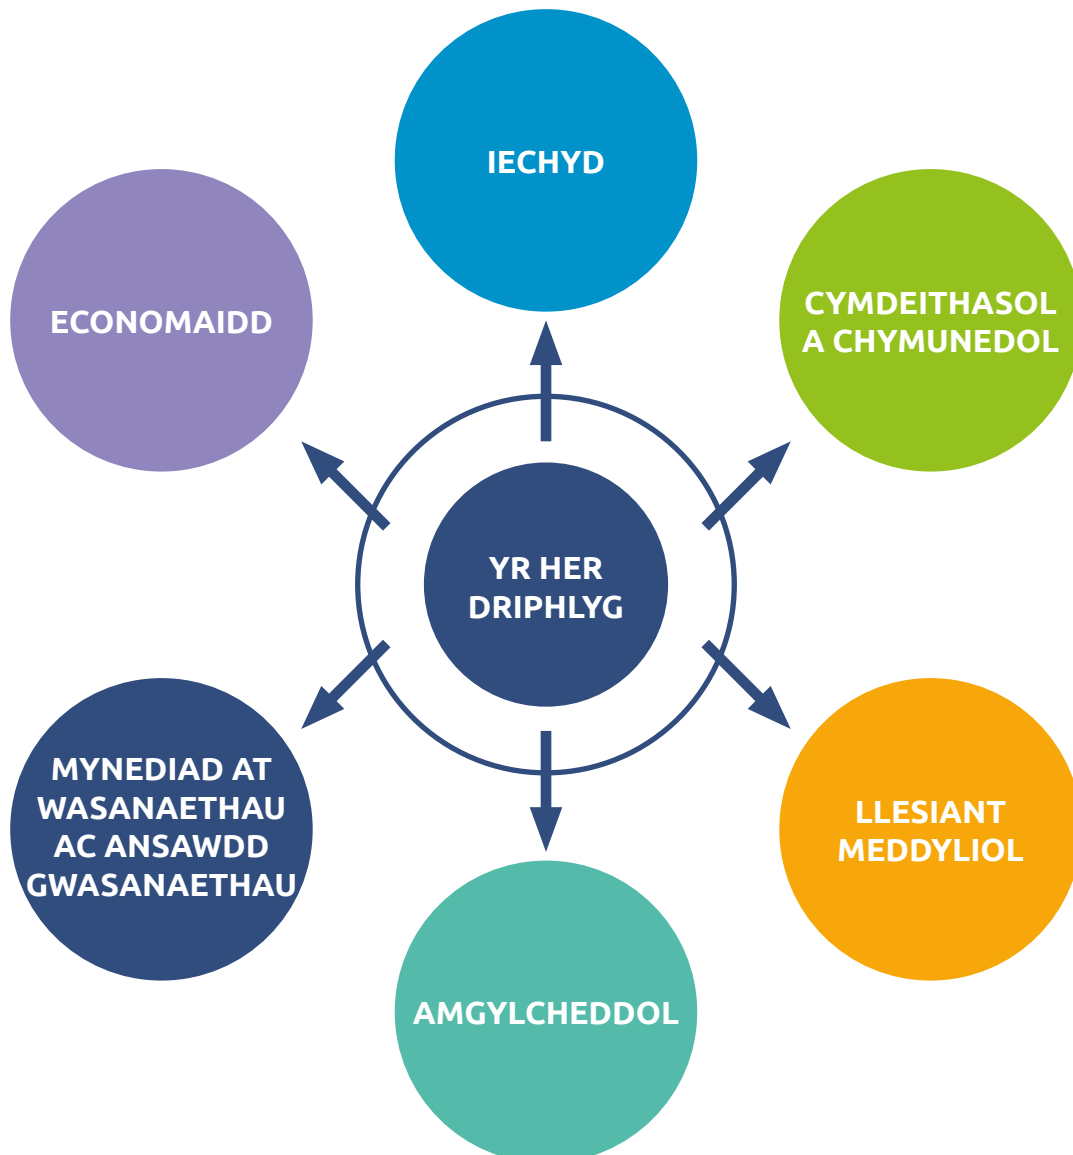 IECHYD
CYMDEITHASOL
A CHYMUNEDOL
ECONOMAIDD
YR HER
DRIPHLYG
MYNEDIAD AT
WASANAETHAU
AC ANSAWDD
GWASANAETHAU
LLESIANT
MEDDYLIOL
AMGYLCHEDDOL